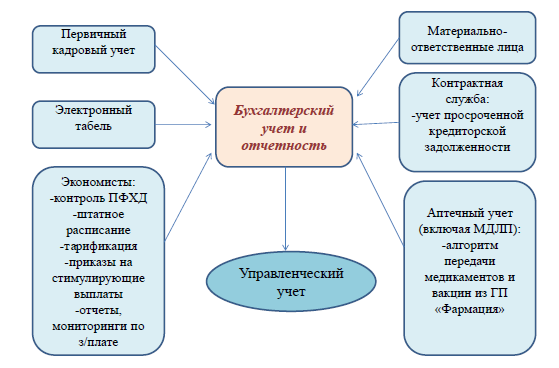 Первичный
кадровый учет
Электронный
табель
Экономисты:
-контроль ПФХД
-штатное
расписание
-тарификация
-приказы на
стимулирующие
выплаты
-отчеты,
мониторинги по
з/плате
Бухгалтерский
учет и
отчетность
Управленческий
учет
Материально-
ответственные лица
Контрактная
служба:
-учет просроченной
кредиторской
задолженности
Аптечный учет
(включая МДЛП):
-алгоритм
передачи
медикаментов и
вакцин из ГП
«Фармация»